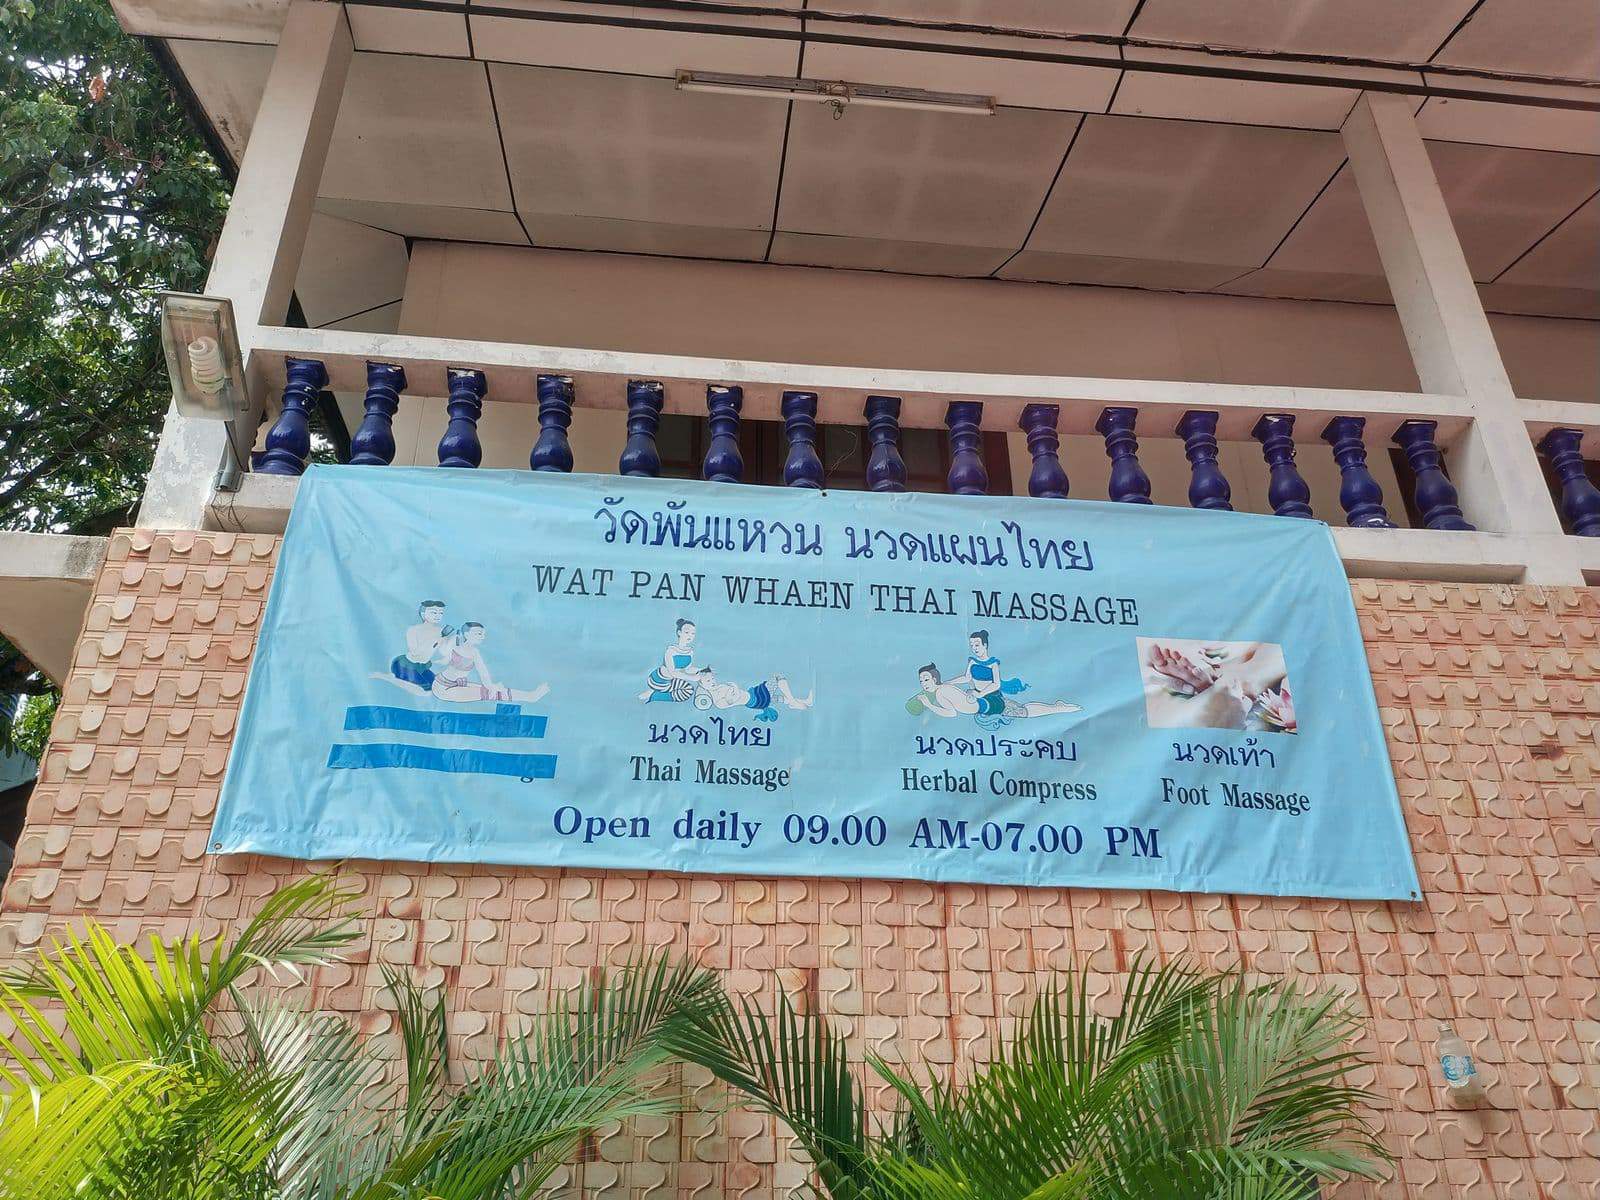 วัดพันแหวน นวดแผนไทย
WAT PAN WHAEN THAI MASSAGE
นวดไทย
Thai Massage
นวดประคบ
Herbal Compress
นวดเท้า
Foot Massage
Open daily 09.00 AM-07.00 PM